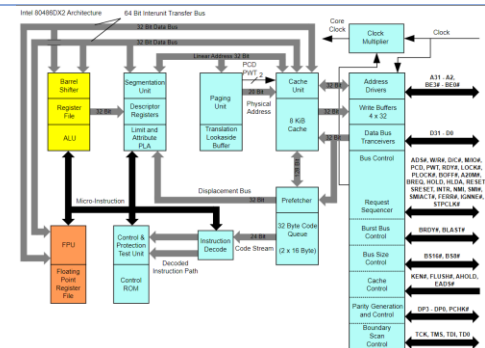 Intel 80486DX2 Architecture
64 Bit Interunit Transfer Bus
32 Bit Data Bus
32 Bit Data Bus
Linear Address 32 Bit
Core
Clock
Clock
Multiplier
Clock
Barrel
Shifter
Register
File
ALU
32 Bit
Segmentation
Unit
Descriptor
Registers
Limit and
Attribute
PLA
PCD
PWT
2
20 Bit
Physical
Address
Paging
Unit
Translation
Lookaside
Buffer
Cache
Unit
8 KiB
Cache
32 Bit
32 Bit
32 Bit
128 Bit
Displacement Bus
32 Bit
Prefetcher
32 Byte Code
Queue
(2 x 16 Byte)
Micro-Instruction
FPU
Floating
Point
Register
File
Control &
Protection
Test Unit
Control
ROM
Instruction
Decode
24 Bit
Code Stream
Decoded
Instruction Path
Address
Drivers
Write Buffers
4 x 32
Data Bus
Tranceivers
Bus Control
Request
Sequencer
Burst Bus
Control
Bus Size
Control
Cache
Control
Parity Generation
and Control
Boundary
Scan
Control
A31 - A2,
BE3# - BE0#
D31 - D0
ADS#, W/R#, D/C#, M/IO#,
PCD, PWT, RDY#, LOCK#,
PLOCK#, BOFF#, A20M#,
BREQ, HOLD, HLDA, RESET
SRESET, INTR, NMI, SMI#,
SMIACT#, FERR#, IGNNE#,
STPCLK#
BRDY#, BLAST#
BS16#, BS8#
KEN#, FLUSH#, AHOLD,
EADS#
DP3 - DP0, PCHK#
TCK, TMS, TDI, TD0